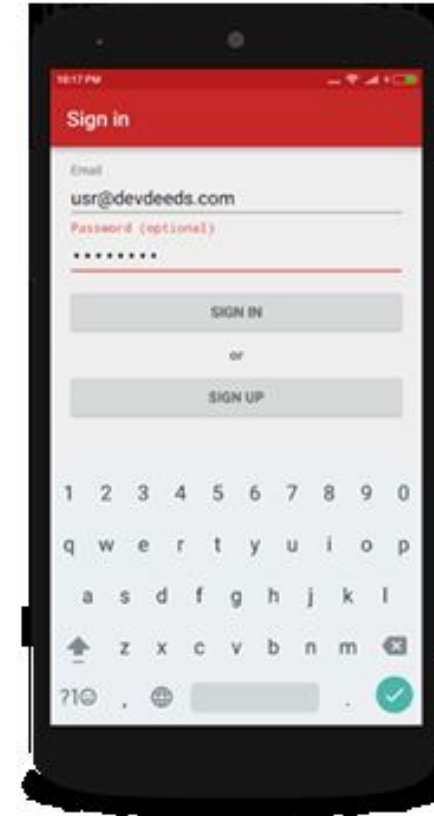 10:17 PM
Sign in
Email
usr@devdeeds.com
Password (optional)
••••••••
SIGN IN
or
SIGN UP
1 2 3 4 5 6 7 8 9 0
q w e r t y u i o p
a s d f g h j k l
z x c v b n m
?1☺ , .